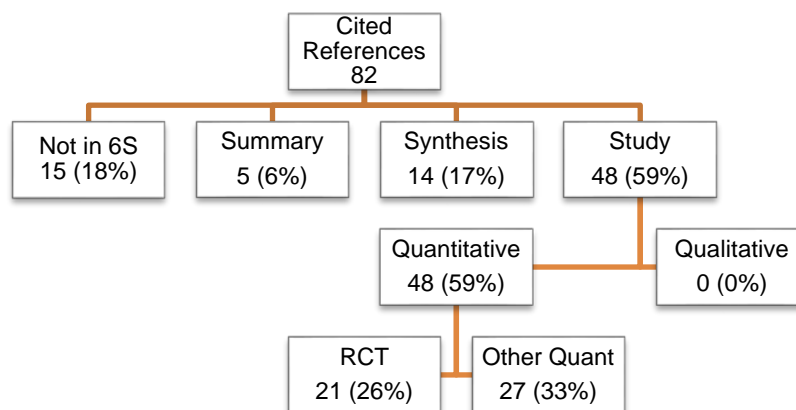 Cited
References
82
Not in 6S
15 (18%)
Summary
5 (6%)
Synthesis
14 (17%)
Study
48 (59%)
Quantitative
48 (59%)
Qualitative
0 (0%)
RCT
21 (26%)
Other Quant
27 (33%)